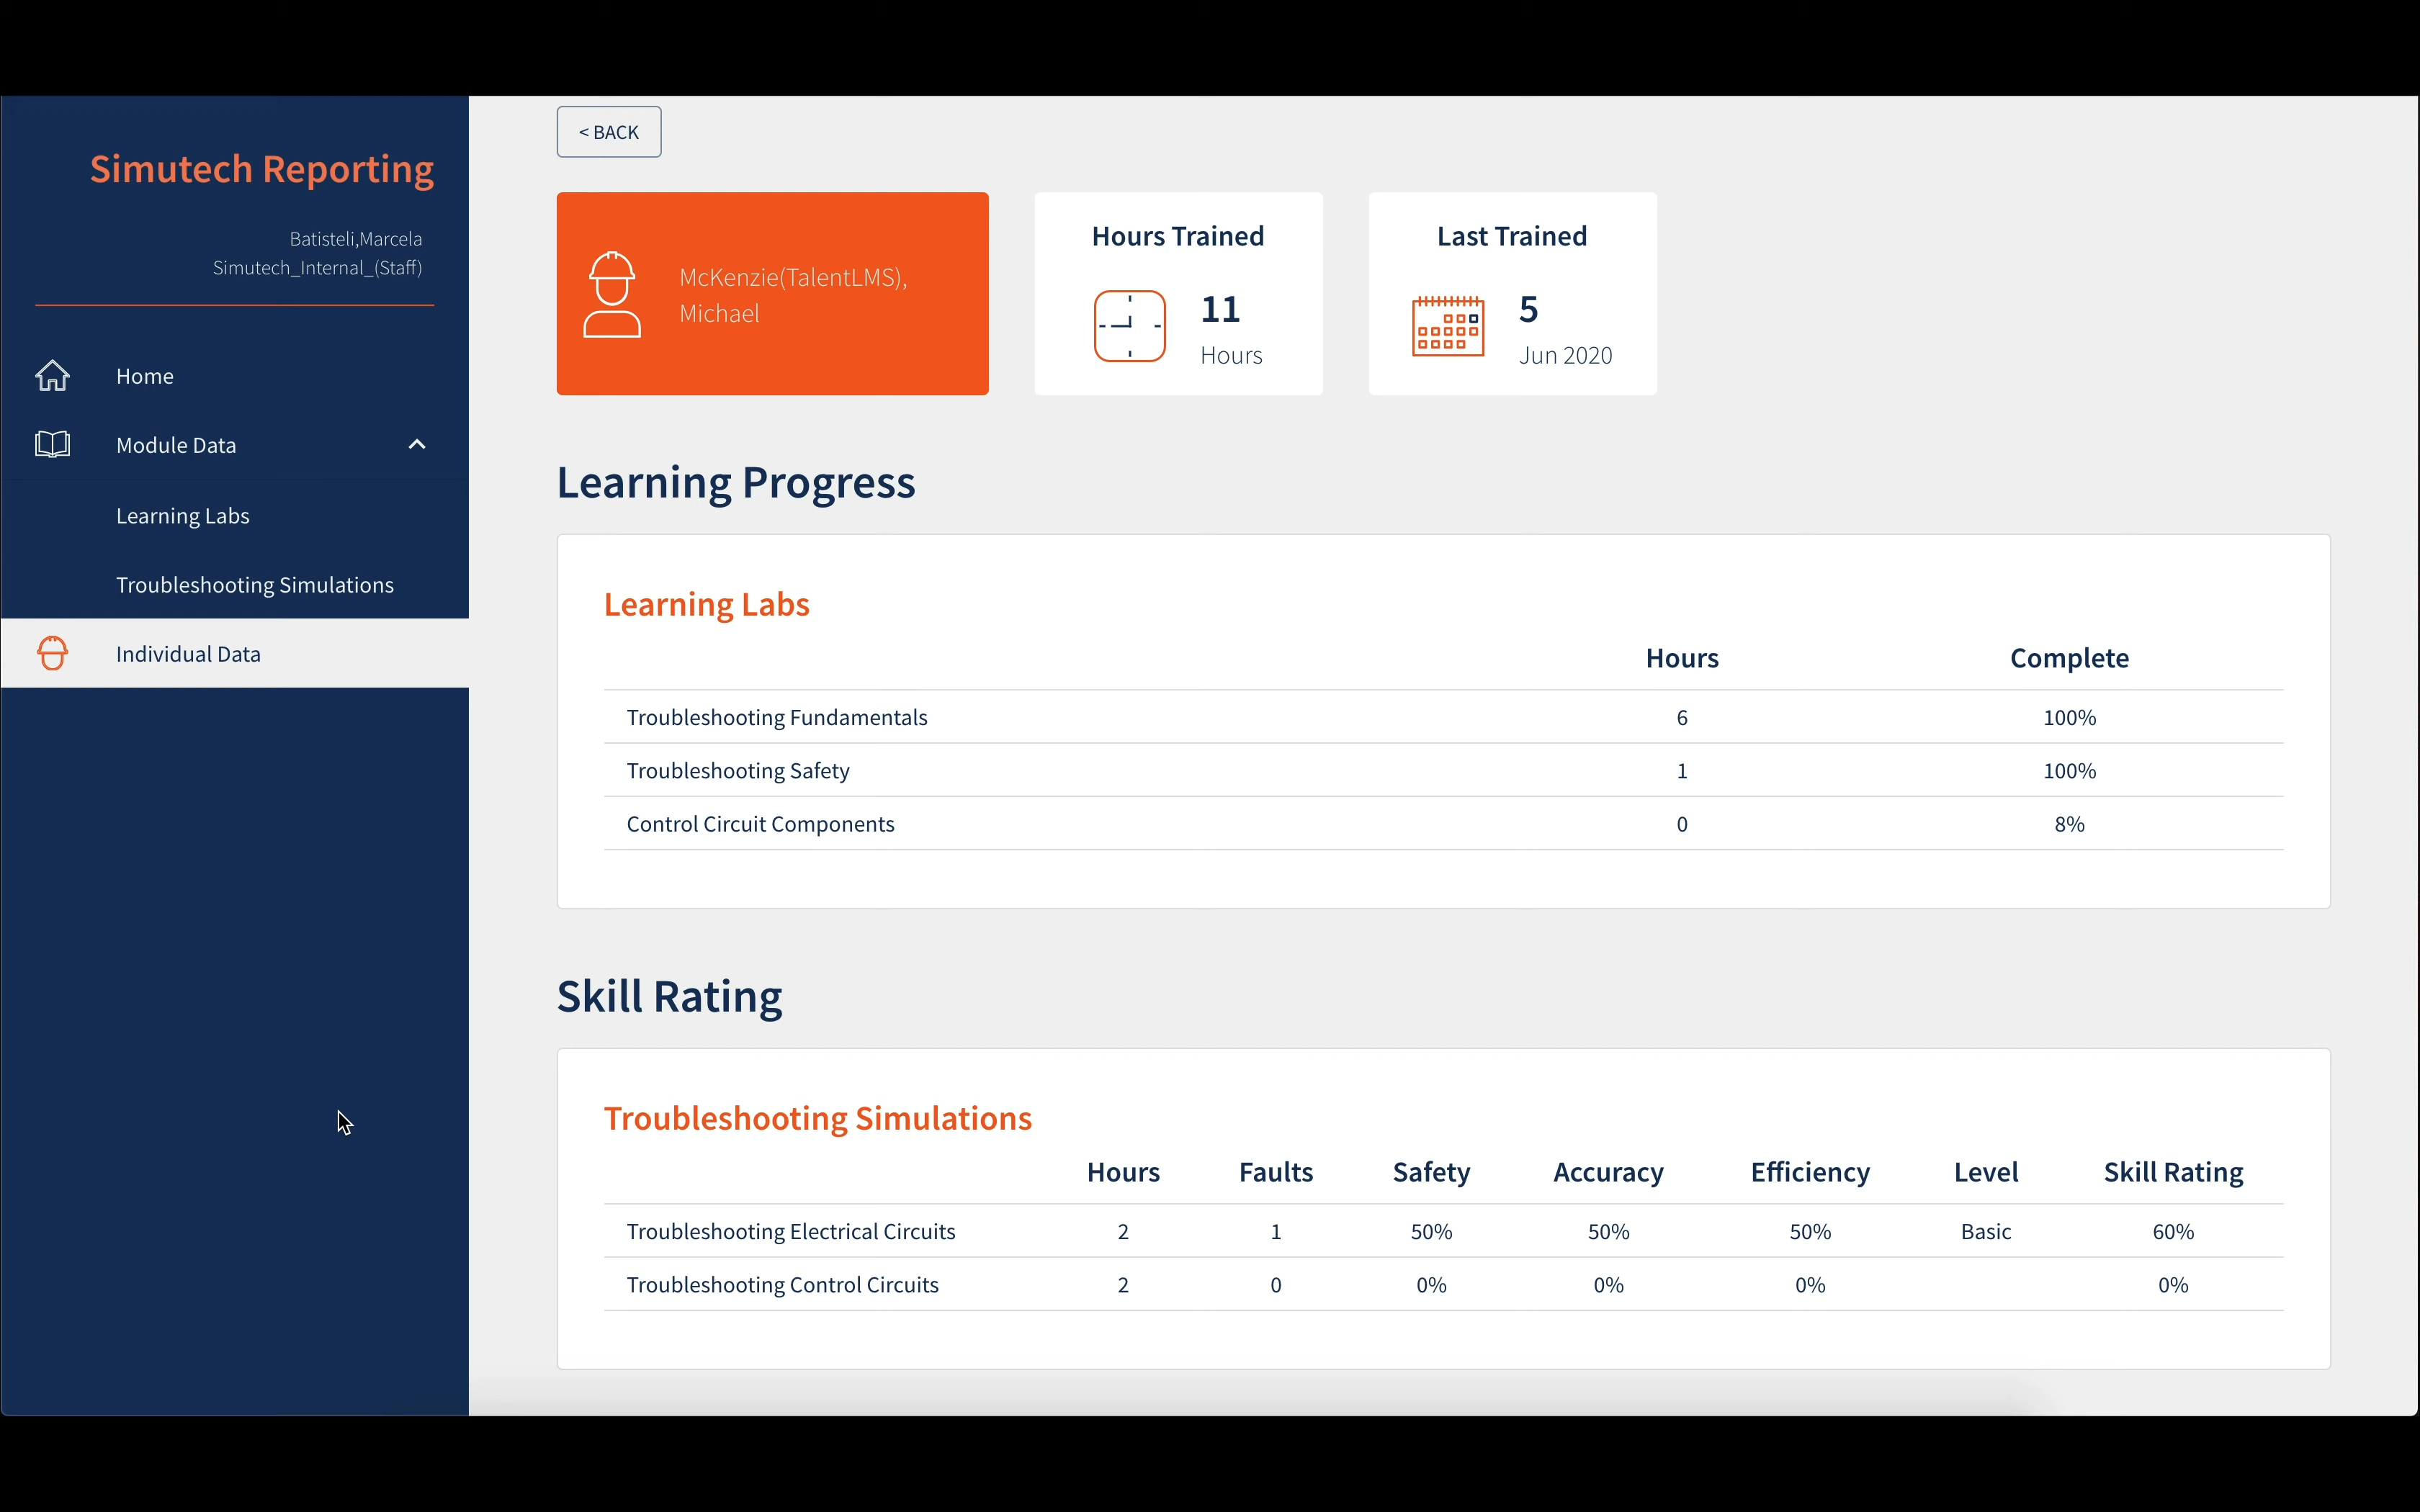 Simutech Reporting
Batisteli,Marcela
Simutech_Internal_(Staff)
Home
Module Data
Learning Labs
Troubleshooting Simulations
Individual Data
< BACK
McKenzie(TalentLMS),
Michael
Hours Trained
11
Hours
Last Trained
5
Jun 2020
Learning Progress
Learning Labs
Hours Complete
Troubleshooting Fundamentals 6 100%
Troubleshooting Safety 1 100%
Control Circuit Components 0 8%
Skill Rating
Troubleshooting Simulations
Hours Faults Safety Accuracy Efficiency Level Skill Rating
Troubleshooting Electrical Circuits 2 1 50% 50% 50% Basic 60%
Troubleshooting Control Circuits 2 0 0% 0% 0% 0%